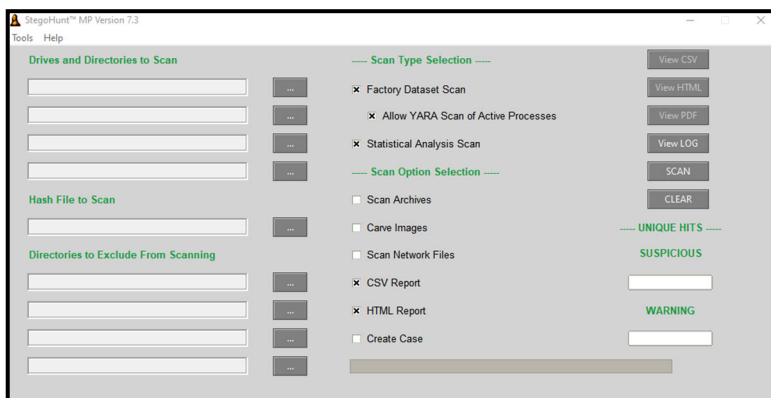 StegoHunt™ MP Version 7.3
Tools Help
Drives and Directories to Scan
...
...
...
...
Hash File to Scan
...
Directories to Exclude From Scanning
...
...
...
...
----- Scan Type Selection -----
Factory Dataset Scan
Allow YARA Scan of Active Processes
Statistical Analysis Scan
----- Scan Option Selection -----
Scan Archives
Carve Images
Scan Network Files
CSV Report
HTML Report
Create Case
View CSV
View HTML
View PDF
View LOG
SCAN
CLEAR
----- UNIQUE HITS -----
SUSPICIOUS
WARNING